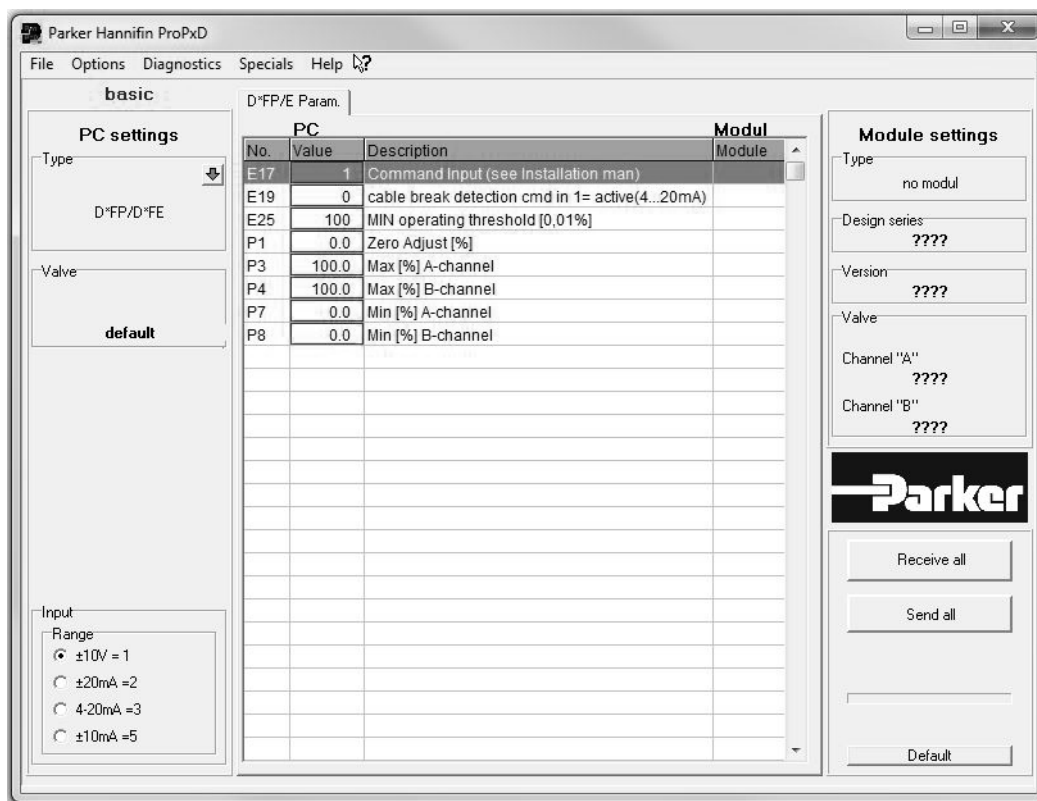 Parker Hannifin ProPxD
File Options Diagnostics Specials Help
basic
PC settings
Type
D*FP/D*FE
Valve
default
Input
Range
±10V = 1
±20mA =2
4-20mA =3
±10mA =5
D*FP/E Param.
PC Modul
No. Value Description Module
E17 1 Command Input (see Installation man)
E19 0 cable break detection cmd in 1= active(4...20mA)
E25 100 MIN operating threshold [0,01%]
P1 0.0 Zero Adjust [%]
P3 100.0 Max [%] A-channel
P4 100.0 Max [%] B-channel
P7 0.0 Min [%] A-channel
P8 0.0 Min [%] B-channel
Module settings
Type
no modul
Design series
????
Version
????
Valve
Channel "A"
????
Channel "B"
????
Parker
Receive all
Send all
Default